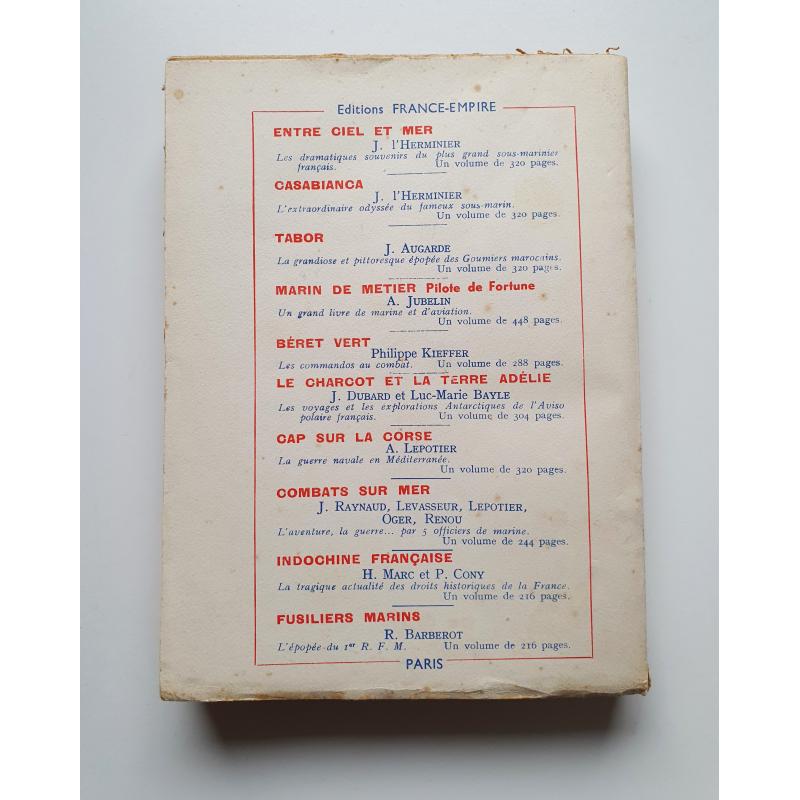 Editions FRANCE-EMPIRE
ENTRE CIEL ET MER
J. l'HERMINIER
Les dramatiques souvenirs du plus grand sous-marinier
français. Un volume de 320 pages.
CASABIANCA
J. l'HERMINIER
L'extraordinaire odyssée du fameux sous-marin.
Un volume de 320 pages.
TABOR
J. AUGARDE
La grandiose et pittoresque épopée des Goumiers marocains.
Un volume de 320 pages.
MARIN DE METIER Pilote de Fortune
A. JUBELIN
Un grand livre de marine et d'aviation.
Un volume de 448 pages.
BÉRET VERT
Philippe KIEFFER
Les commandos au combat. Un volume de 288 pages.
LE CHARCOT ET LA TERRE ADÉLIE
J. DUBARD et Luc-Marie BAYLE
Les voyages et les explorations Antarctiques de l'Aviso
polaire français. Un volume de 304 pages.
CAP SUR LA CORSE
A. LEPOTIER
La guerre navale en Méditerranée.
Un volume de 320 pages.
COMBATS SUR MER
J. RAYNAUD, LEVASSEUR, LEPOTIER,
OGER, RENOU
L'aventure, la guerre... par 5 officiers de marine.
Un volume de 244 pages.
INDOCHINE FRANÇAISE
H. MARC et P. CONY
La tragique actualité des droits historiques de la France.
Un volume de 216 pages.
FUSILIERS MARINS
R. BARBEROT
L'épopée du 1er R. F. M. Un volume de 216 pages.
PARIS